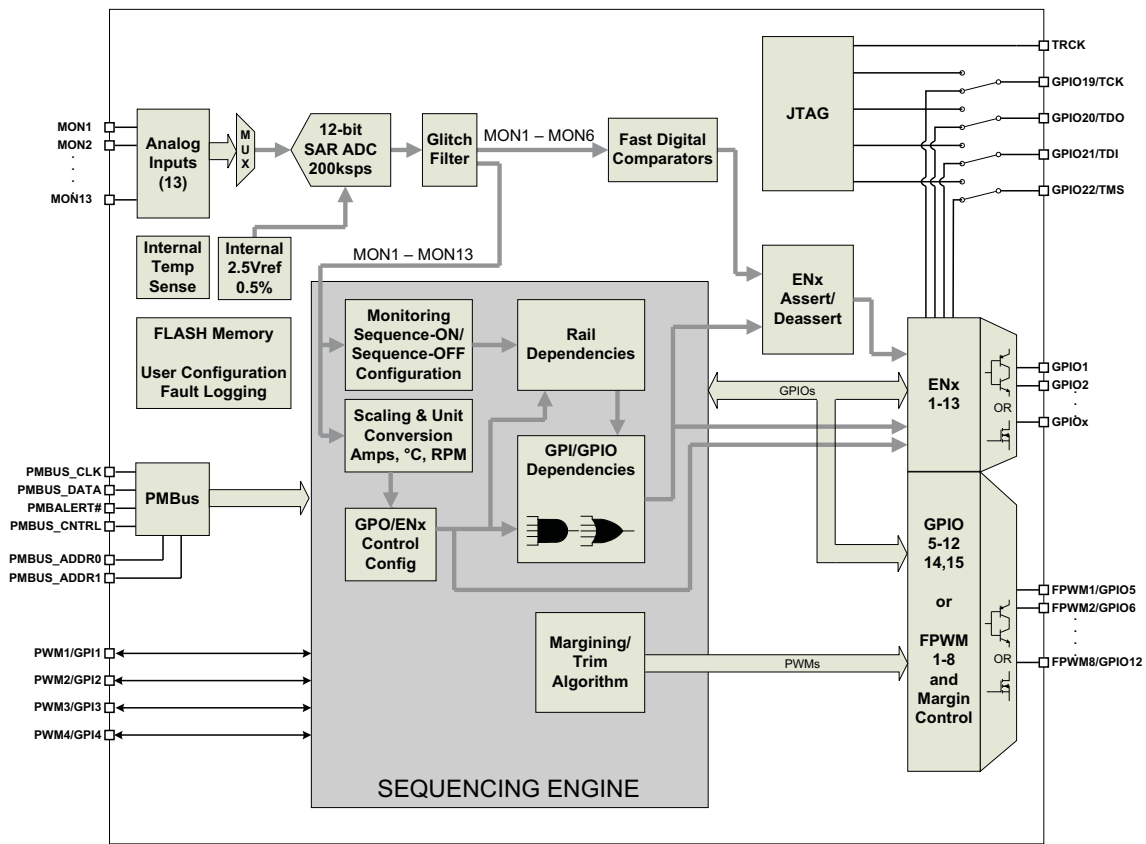 TRCK
GPIO19/TCK
GPIO20/TDO
GPIO21/TDI
GPIO22/TMS
JTAG
MON1
MON2
MON13
Analog
Inputs
(13)
MUX
12-bit
SAR ADC
200ksps
Glitch
Filter
MON1 – MON6
Fast Digital
Comparators
Internal
Temp
Sense
Internal
2.5Vref
0.5%
MON1 – MON13
ENx
Assert/
Deassert
FLASH Memory
User Configuration
Fault Logging
Monitoring
Sequence-ON/
Sequence-OFF
Configuration
Rail
Dependencies
GPIOs
ENx
1-13
OR
GPIO1
GPIO2
GPIOx
Scaling & Unit
Conversion
Amps, °C, RPM
GPI/GPIO
Dependencies
PMBUS_CLK
PMBUS_DATA
PMBALERT#
PMBUS_CNTRL
PMBUS_ADDR0
PMBUS_ADDR1
PMBus
GPO/ENx
Control
Config
GPIO
5-12
14,15
or
FPWM
1-8
and
Margin
Control
OR
FPWM1/GPIO5
FPWM2/GPIO6
FPWM8/GPIO12
Margining/
Trim
Algorithm
PWMs
PWM1/GPI1
PWM2/GPI2
PWM3/GPI3
PWM4/GPI4
SEQUENCING ENGINE